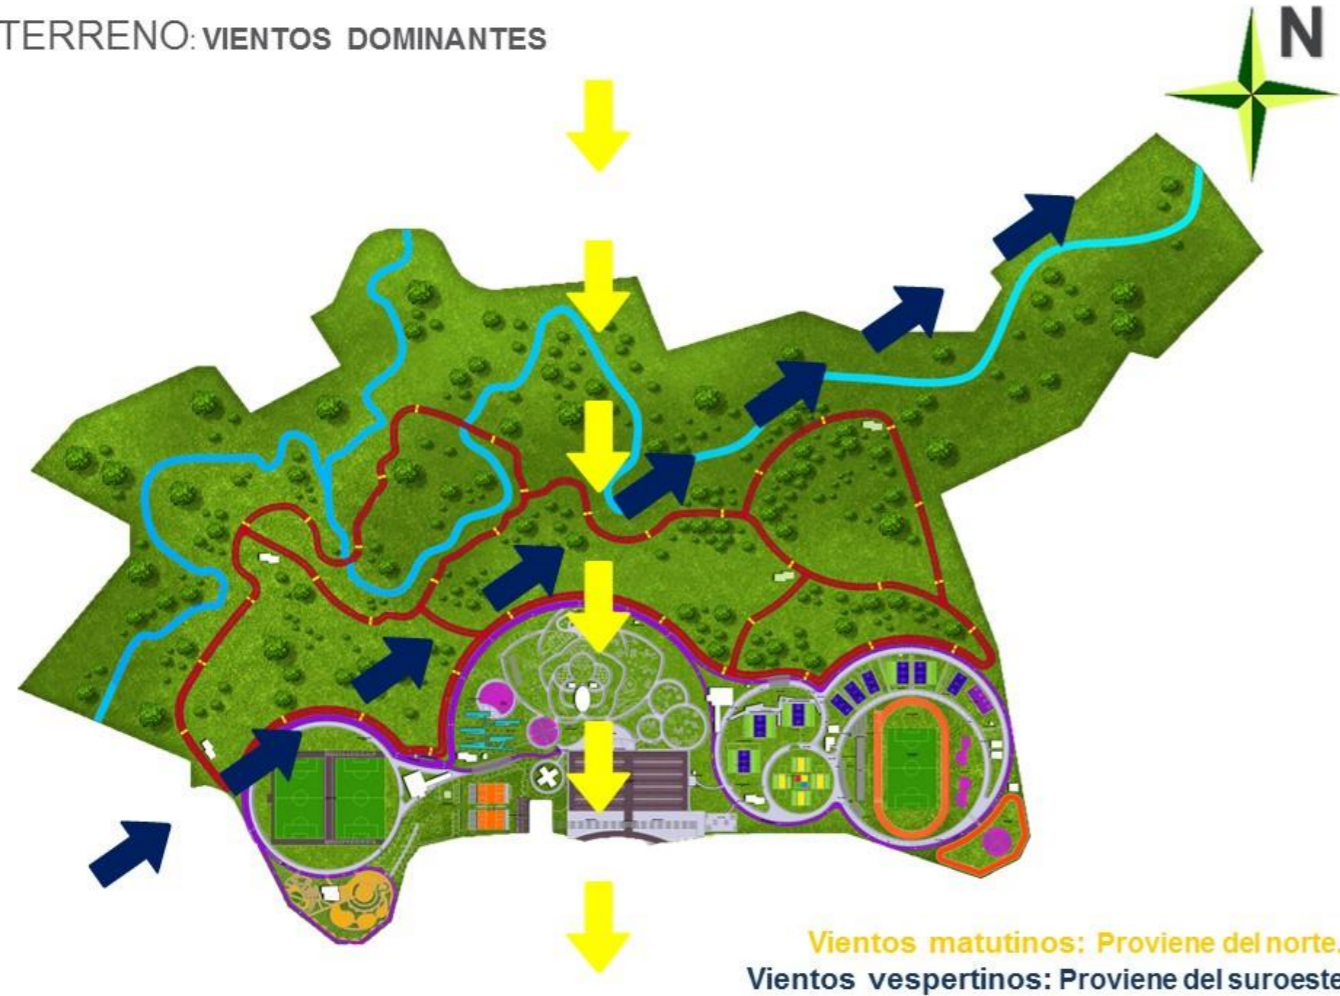 TERRENO: VIENTOS DOMINANTES
N
Vientos matutinos: Proviene del norte.
Vientos vespertinos: Proviene del suroeste